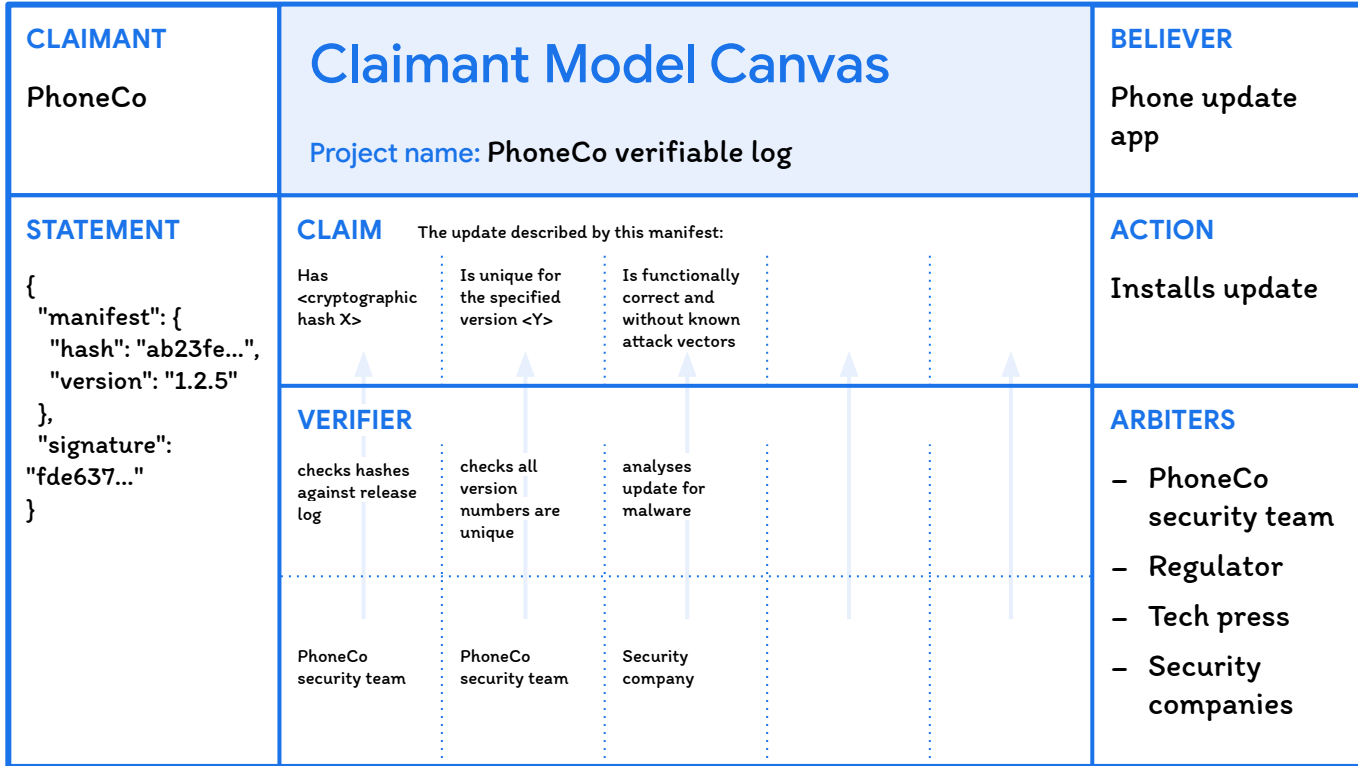 CLAIMANT
PhoneCo
Claimant Model Canvas
Project name: PhoneCo verifiable log
BELIEVER
Phone update
app
STATEMENT
{
"manifest": {
"hash": "ab23fe...",
"version": "1.2.5"
},
"signature":
"fde637..."
}
CLAIM
The update described by this manifest:
Has
<cryptographic
hash X>
Is unique for
the specified
version <Y>
Is functionally
correct and
without known
attack vectors
ACTION
Installs update
VERIFIER
checks hashes
against release
log
checks all
version
numbers are
unique
analyses
update for
malware
PhoneCo
security team
PhoneCo
security team
Security
company
ARBITERS
– PhoneCo
security team
– Regulator
– Tech press
– Security
companies